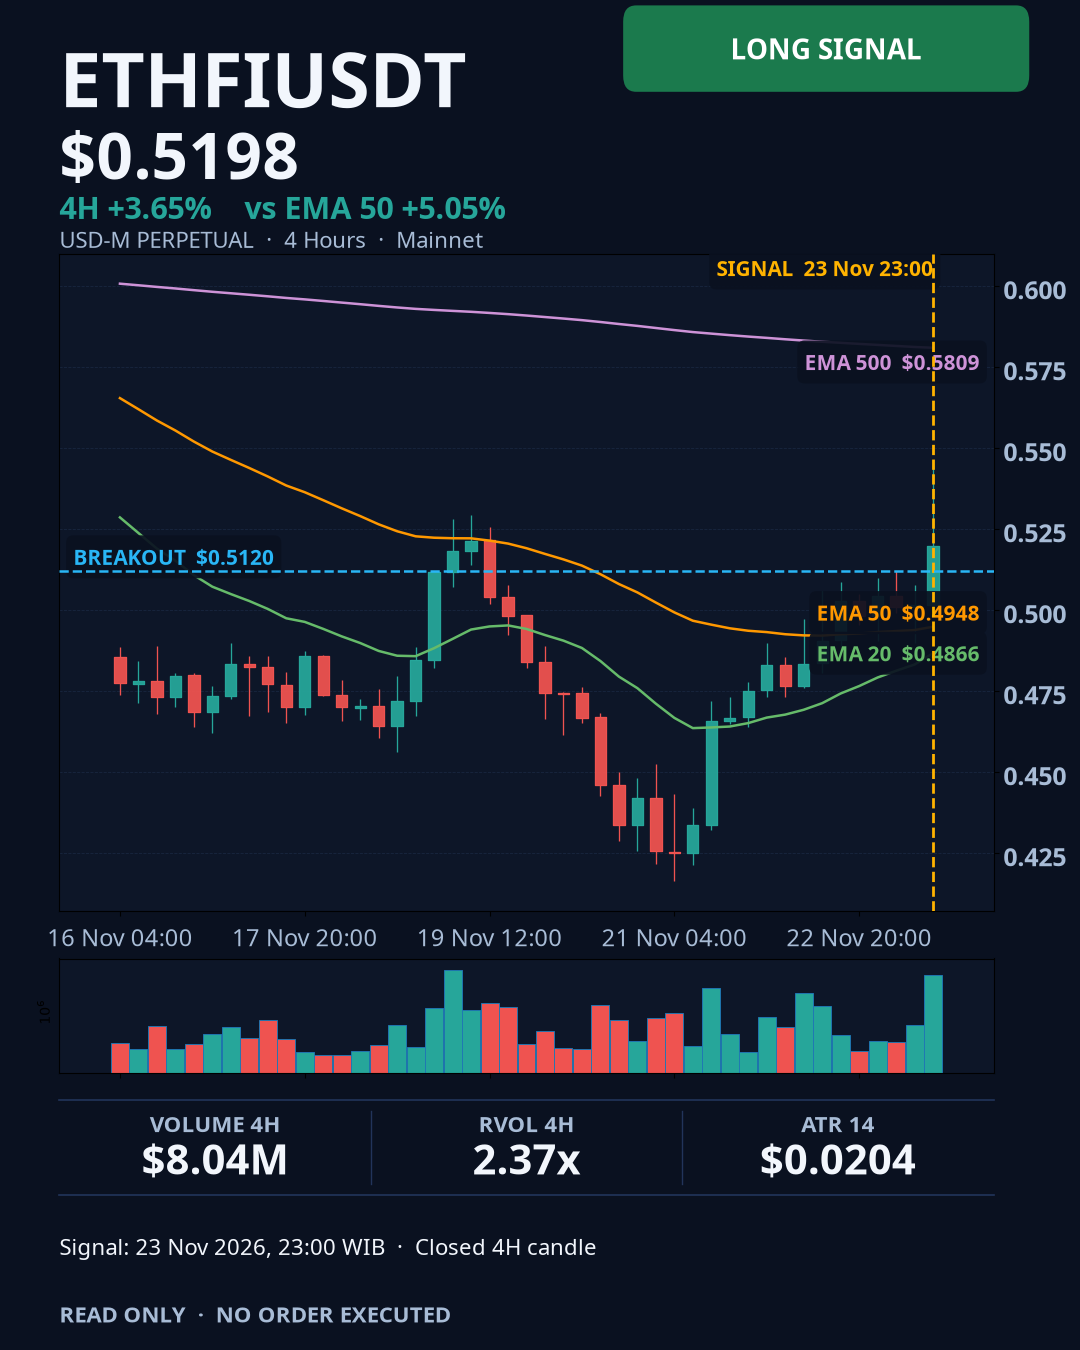 LONG SIGNAL
ETHFIUSDT
$0.5198
4H +3.65% vs EMA 50 +5.05%
USD-M PERPETUAL · 4 Hours · Mainnet
SIGNAL 23 Nov 23:00
0.600
EMA 500 $0.5809
0.575
0.550
0.525
BREAKOUT $0.5120
EMA 50 $0.4948
0.500
EMA 20 $0.4866
0.475
0.450
0.425
16 Nov 04:00
17 Nov 20:00
19 Nov 12:00
21 Nov 04:00
22 Nov 20:00
10⁶
VOLUME 4H
$8.04M
RVOL 4H
2.37x
ATR 14
$0.0204
Signal: 23 Nov 2026, 23:00 WIB · Closed 4H candle
READ ONLY · NO ORDER EXECUTED